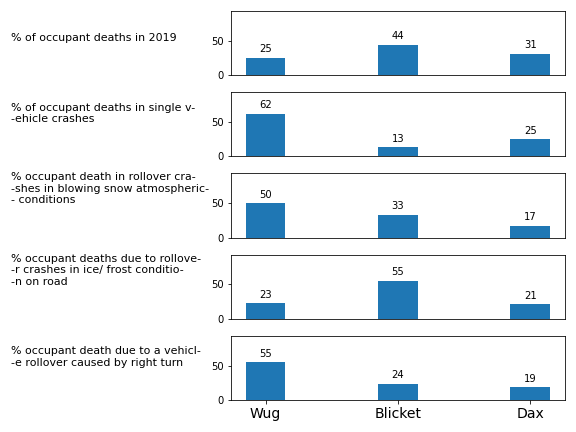 % of occupant deaths in 2019
50
0
25
44
31
% of occupant deaths in single v-
-ehicle crashes
50
0
62
13
25
% occupant death in rollover cra-
-shes in blowing snow atmospheric-
- conditions
50
0
50
33
17
% occupant deaths due to rollove-
-r crashes in ice/ frost conditio-
-n on road
50
0
23
55
21
% occupant death due to a vehicl-
-e rollover caused by right turn
50
0
55
24
19
Wug Blicket Dax